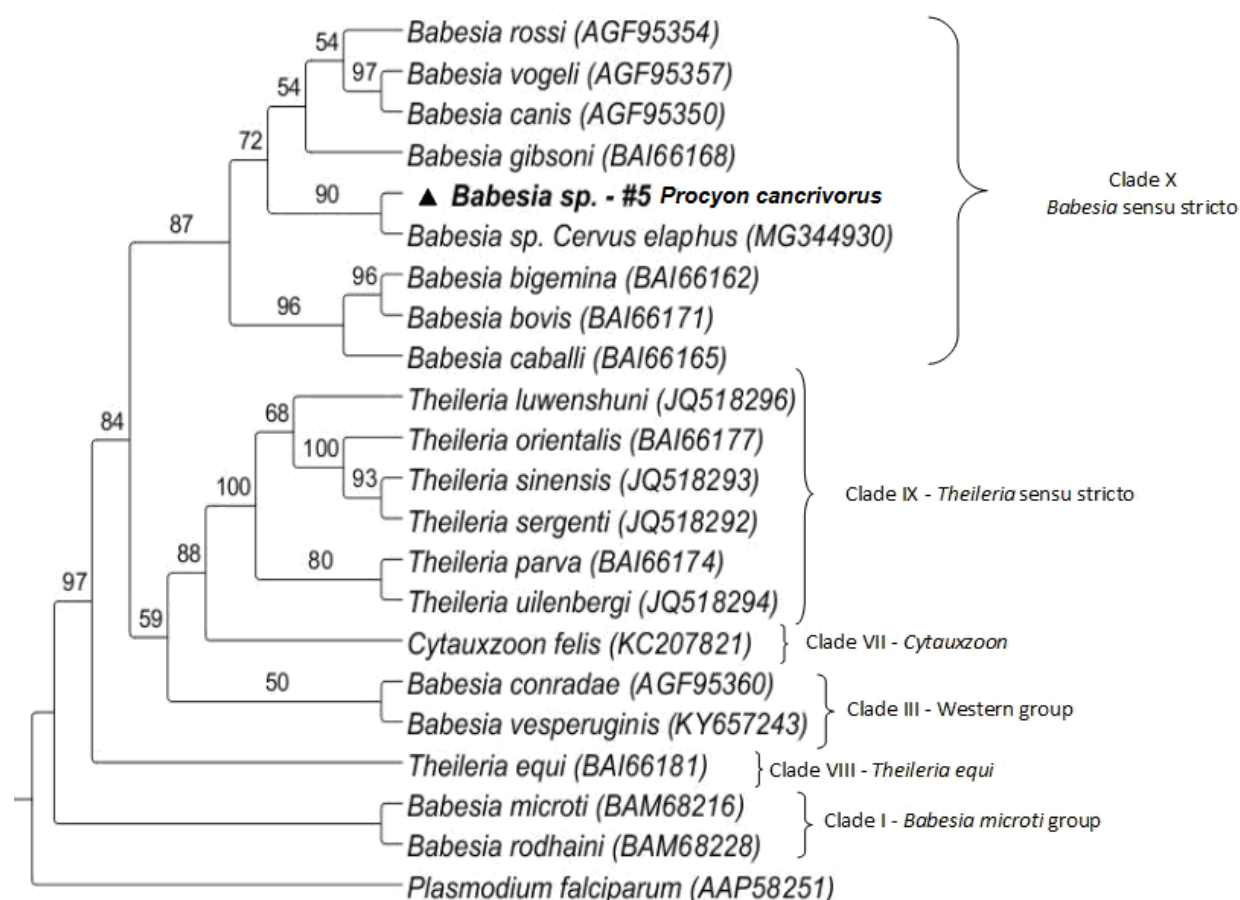 Babesia rossi (AGF95354)
54
97
Babesia vogeli (AGF95357)
Babesia canis (AGF95350)
54
Babesia gibsoni (BAI66168)
72
90
▲ Babesia sp. - #5 Procyon cancrivorus
Babesia sp. Cervus elaphus (MG344930)
87
Babesia bigemina (BAI66162)
96
96
Babesia bovis (BAI66171)
Babesia caballi (BAI66165)
Clade X
Babesia sensu stricto
84
Theileria luwenshuni (JQ518296)
68
Theileria orientalis (BAI66177)
100
93
Theileria sinensis (JQ518293)
Theileria sergenti (JQ518292)
100
Theileria parva (BAI66174)
80
Theileria uilenbergi (JQ518294)
Clade IX - Theileria sensu stricto
88
97
59
Cytauxzoon felis (KC207821)
Clade VII - Cytauxzoon
50
Babesia conradae (AGF95360)
Babesia vesperuginis (KY657243)
Clade III - Western group
Theileria equi (BAI66181)
Clade VIII - Theileria equi
Babesia microti (BAM68216)
Babesia rodhaini (BAM68228)
Clade I - Babesia microti group
Plasmodium falciparum (AAP58251)